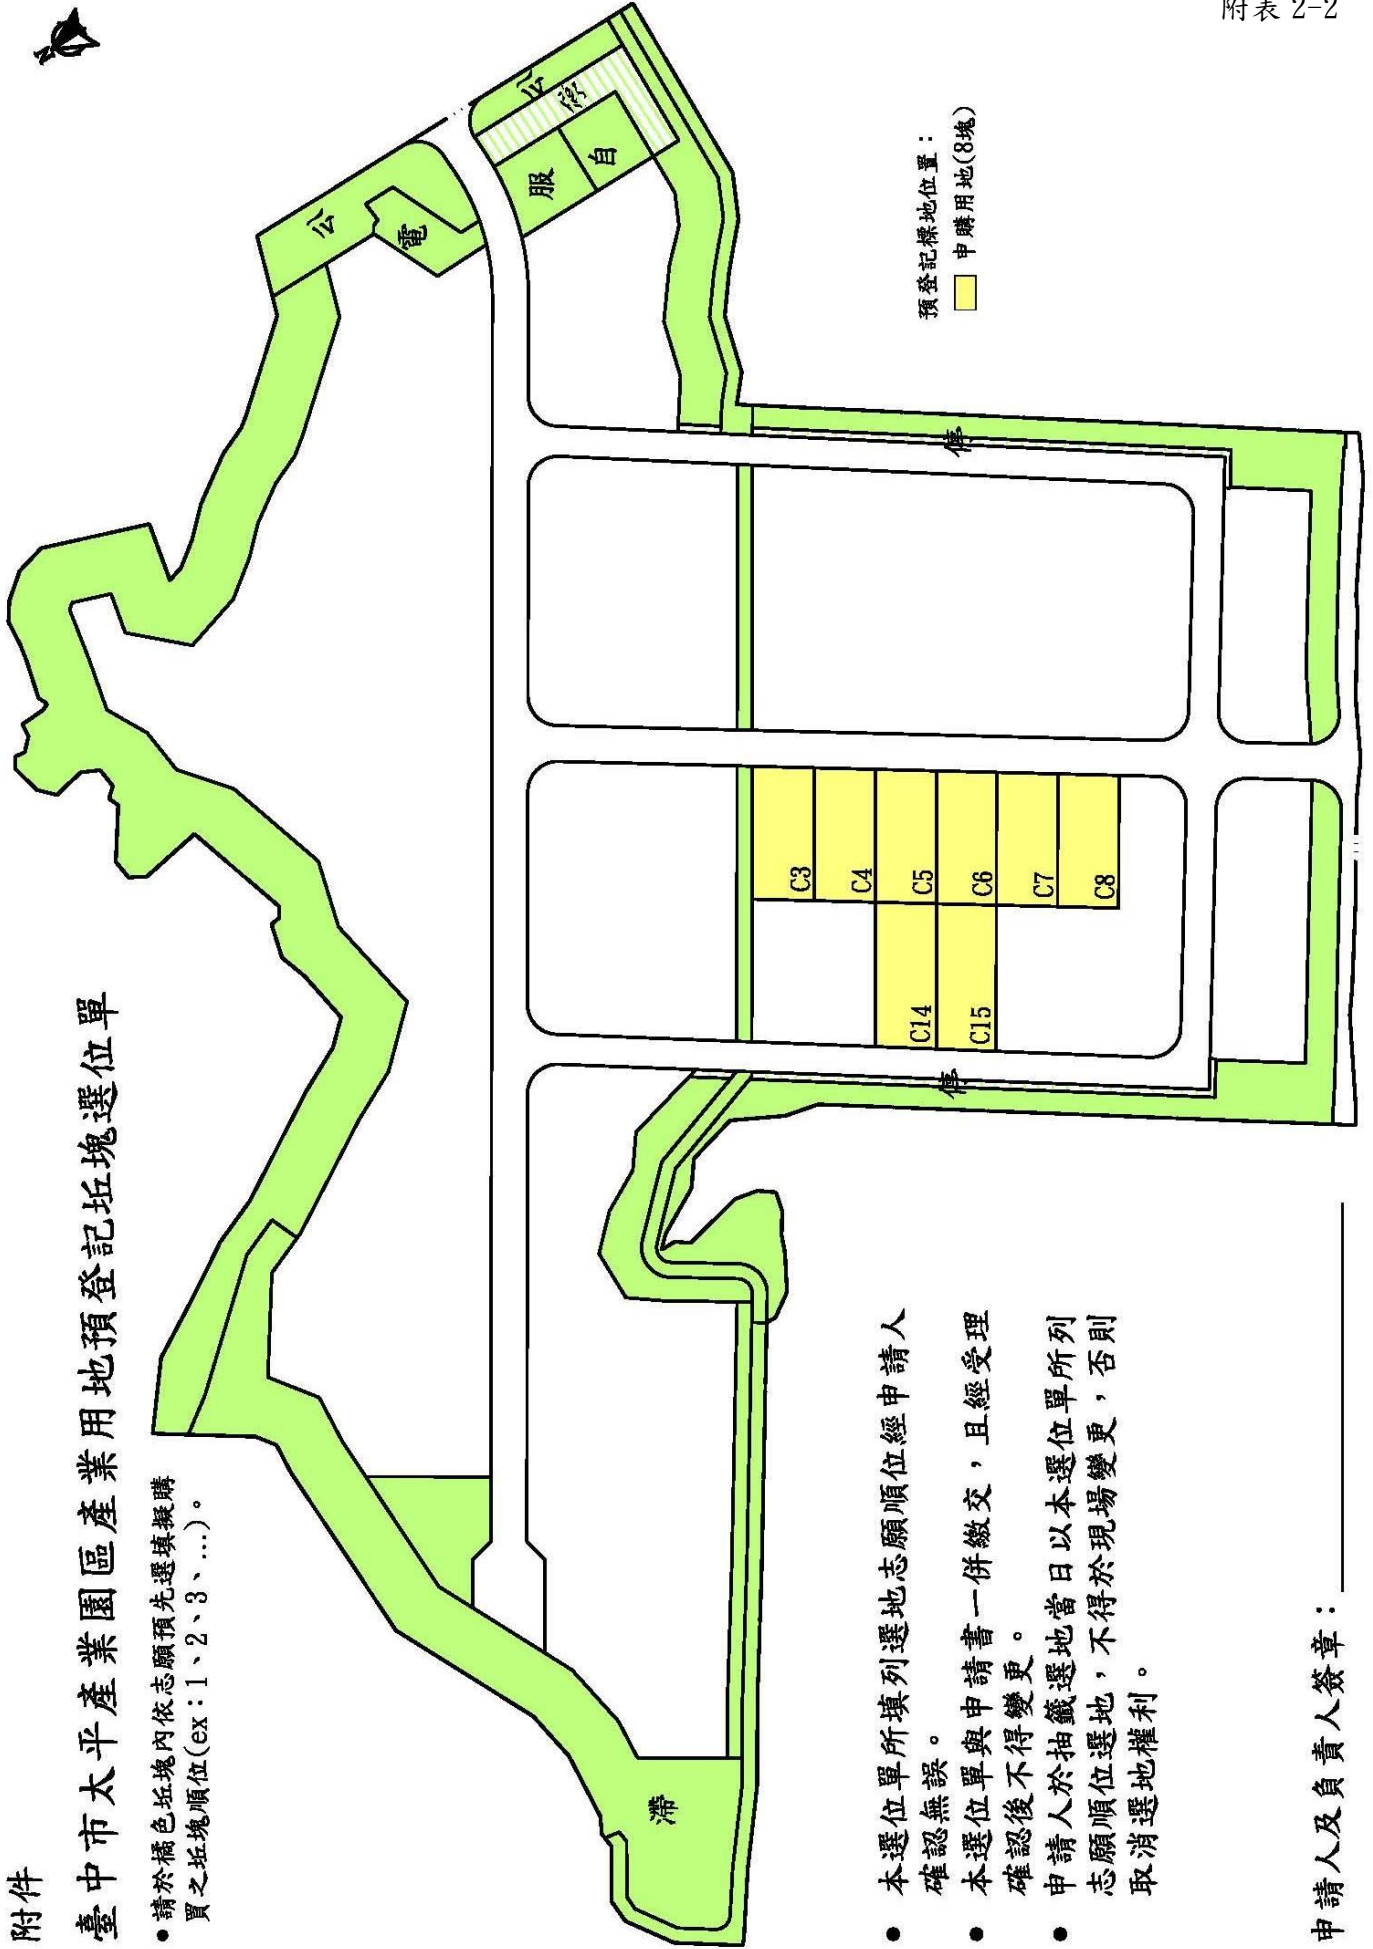 附表 2-2
附件
臺中市太平產業園區產業用地預登記坵塊選位單
● 請於橘色坵塊內依志願預先選填擬購
買之坵塊順位(ex：1、2、3、...)。
N
公
電
公
街
服
自
預登記標地位置：
申購用地(8塊)
停
C3
C4
C5
C6
C7
C8
C14
C15
停
滯
● 本選位單所填列選地志願順位經申請人
確認無誤。
● 本選位單與申請書一併繳交，且經受理
確認後不得變更。
● 申請人於抽籤選地當日以本選位單所列
志願順位選地，不得於現場變更，否則
取消選地權利。
申請人及負責人簽章：